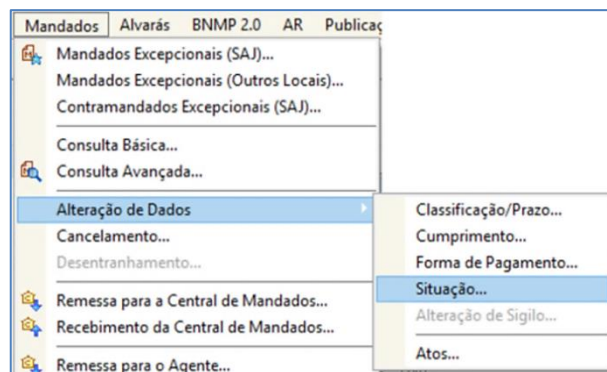 Mandados Alvarás BNMP 2.0 AR
Mandados Excepcionais (SAJ)...
Mandados Excepcionais (Outros Locais)...
Contramandados Excepcionais (SAJ)...
Consulta Básica...
Consulta Avançada...
Alteração de Dados
Cancelamento...
Desentranhamento...
Remessa para a Central de Mandados...
Recebimento da Central de Mandados...
Remessa para o Agente...
Classificação/Prazo...
Cumprimento...
Forma de Pagamento...
Situação...
Alteração de Sigilo...
Atos...